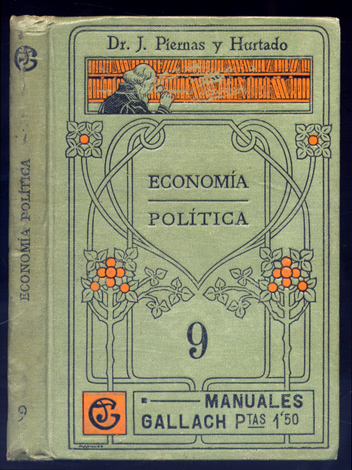 Dr. J. Piernas y Hurtado
ECONOMÍA
POLÍTICA
9
MANUALES
GALLACH PTAS 1'50
ECONOMÍA POLÍTICA
9